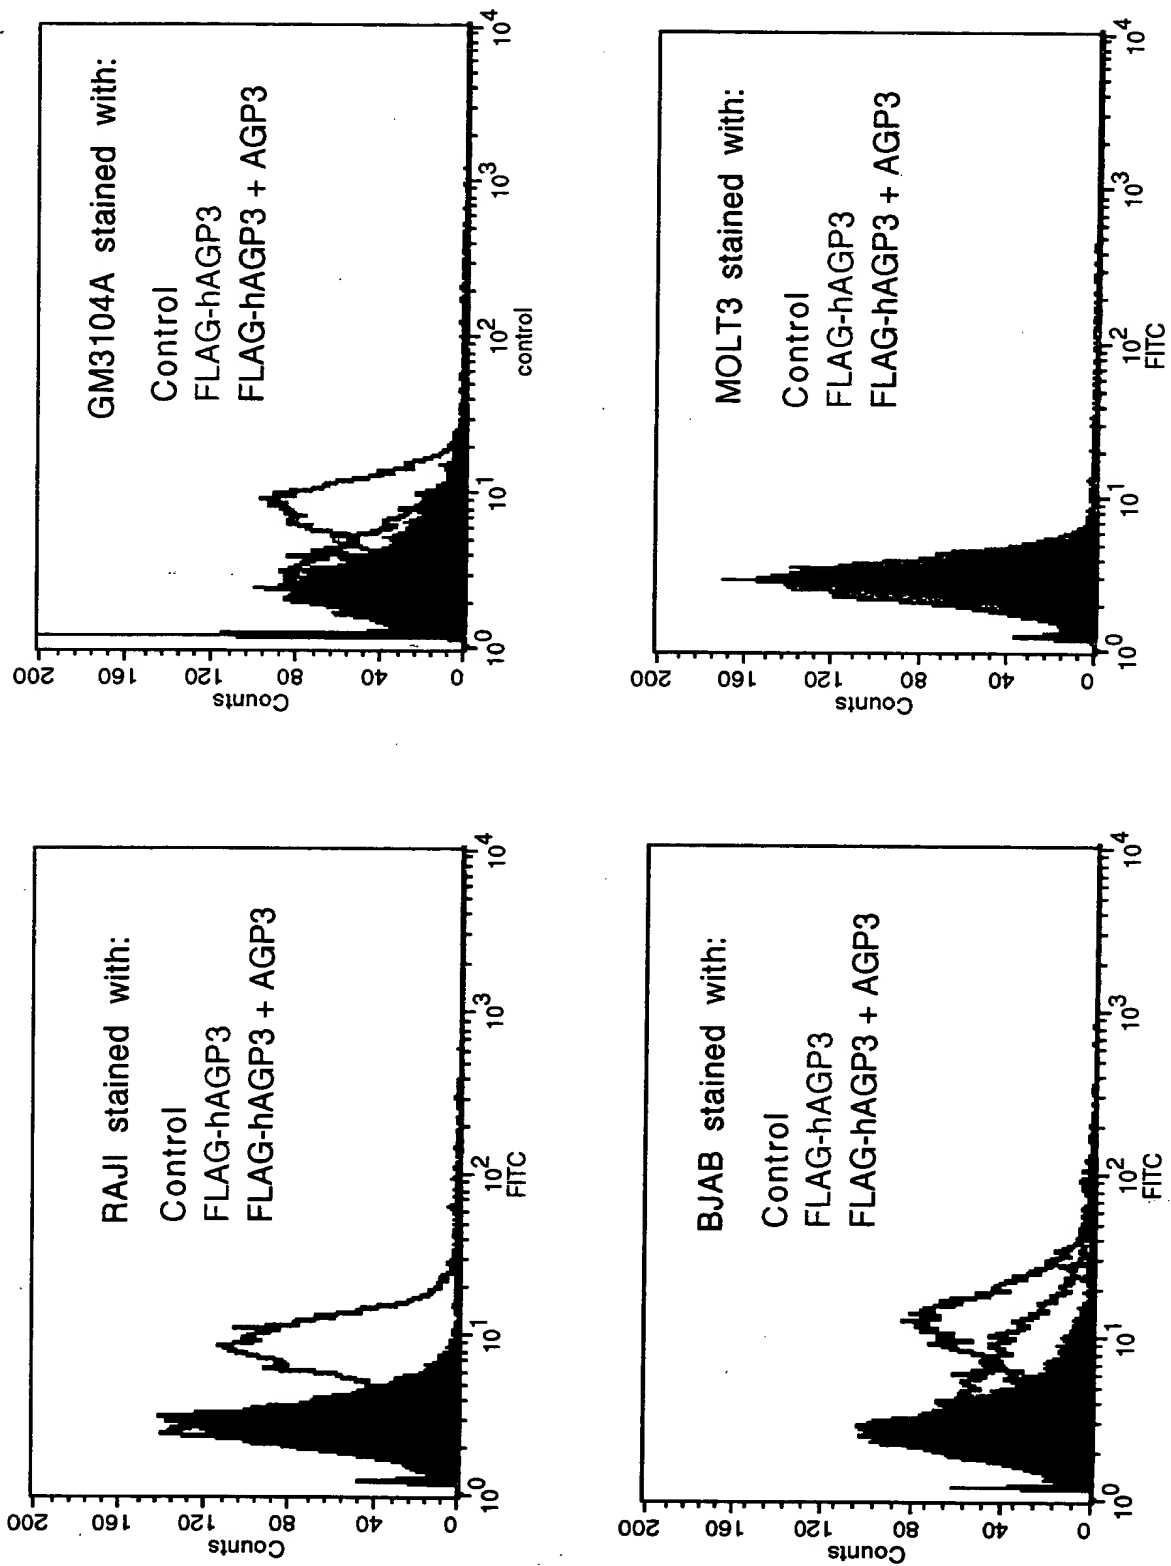 RAJI stained with:
Control
FLAG-hAGP3
FLAG-hAGP3 + AGP3
Counts
200
160
120
80
40
0
10^0 10^1 10^2 10^3 10^4
FITC
GM3104A stained with:
Control
FLAG-hAGP3
FLAG-hAGP3 + AGP3
Counts
200
160
120
80
40
0
10^0 10^1 10^2 10^3 10^4
control
BJAB stained with:
Control
FLAG-hAGP3
FLAG-hAGP3 + AGP3
Counts
200
160
120
80
40
0
10^0 10^1 10^2 10^3 10^4
FITC
MOLT3 stained with:
Control
FLAG-hAGP3
FLAG-hAGP3 + AGP3
Counts
200
160
120
80
40
0
10^0 10^1 10^2 10^3 10^4
FITC